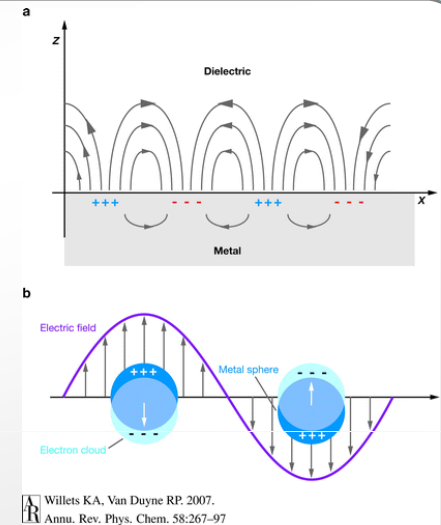 a
z
Dielectric
x
+++ - - - +++ - - -
Metal
b
Electric field
+++
Metal sphere
- - -
- - -
+++
Electron cloud
AR
Willets KA, Van Duyne RP. 2007.
Annu. Rev. Phys. Chem. 58:267–97